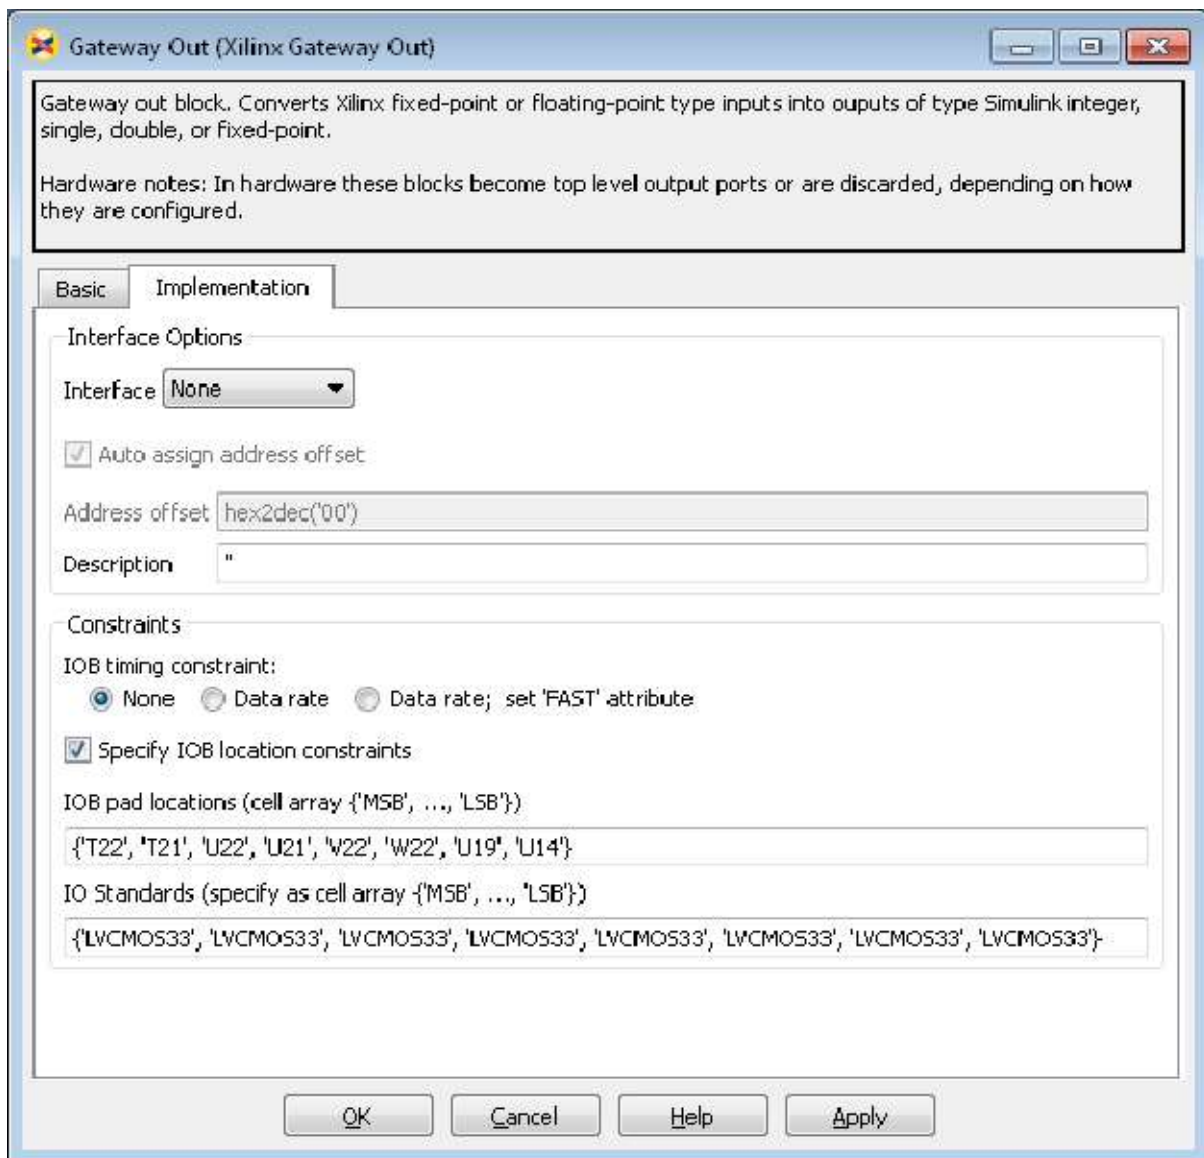 Gateway Out (Xilinx Gateway Out)
Gateway out block. Converts Xilinx fixed-point or floating-point type inputs into ouputs of type Simulink integer,
single, double, or fixed-point.
Hardware notes: In hardware these blocks become top level output ports or are discarded, depending on how
they are configured.
Basic Implementation
Interface Options
Interface None
Auto assign address offset
Address offset hex2dec('00')
Description ''
Constraints
IOB timing constraint:
None Data rate Data rate; set 'FAST' attribute
Specify IOB location constraints
IOB pad locations (cell array {'MSB', ..., 'LSB'})
{'T22', 'T21', 'U22', 'U21', 'V22', 'W22', 'U19', 'U14'}
IO Standards (specify as cell array {'MSB', ..., 'LSB'})
{'LVCMOS33', 'LVCMOS33', 'LVCMOS33', 'LVCMOS33', 'LVCMOS33', 'LVCMOS33', 'LVCMOS33', 'LVCMOS33'}
OK Cancel Help Apply